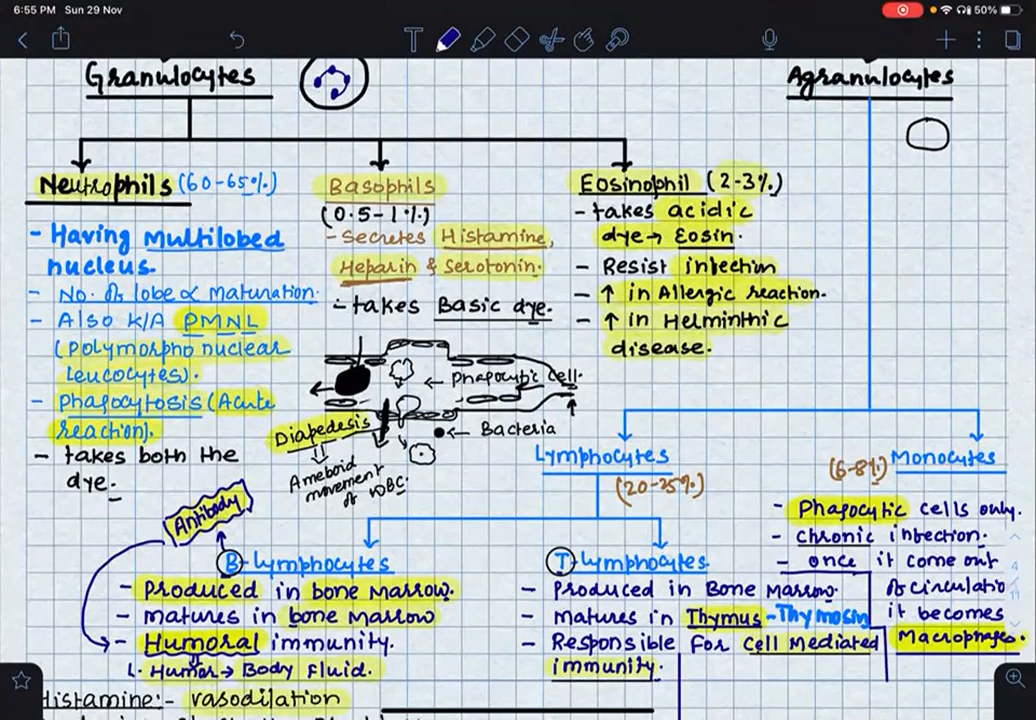 6:55 PM Sun 29 Nov
50%
Granulocytes
Agranulocytes
Neutrophils (60-65%)
- Having Multilobed
nucleus.
- No. of lobe ∝ maturation.
- Also k/A PMNL
(polymorpho nuclear
leucocytes).
- Phagocytosis (Acute
reaction).
- takes both the
dye.
Basophils
(0.5-1%)
- Secretes Histamine,
Heparin & Serotonin.
- takes Basic dye.
Eosinophil (2-3%)
- takes acidic
dye → Eosin.
- Resist infection
- ↑ in Allergic reaction.
- ↑ in Helminthic
disease.
← Phagocytic cell.
← Bacteria
Diapedesis
Ameboid
movement
of WBC.
Lymphocytes
(20-25%)
(6-8%) Monocytes
- Phagocytic cells only.
- chronic infection.
- once it come out
of circulatio
it becomes
Macrophages.
Antibody
B-lymphocytes
- Produced in bone Marrow.
- matures in bone marrow
- Humoral immunity.
↳ Humor → Body Fluid.
T-lymphocytes.
- Produced in Bone Marrow.
- matures in Thymus - Thymosin
- Responsible For Cell Mediated
immunity.
Histamine:- vasodilation